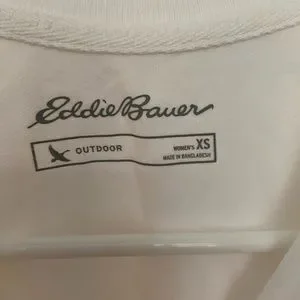 Eddie Bauer
OUTDOOR
WOMEN'S XS
MADE IN BANGLADESH